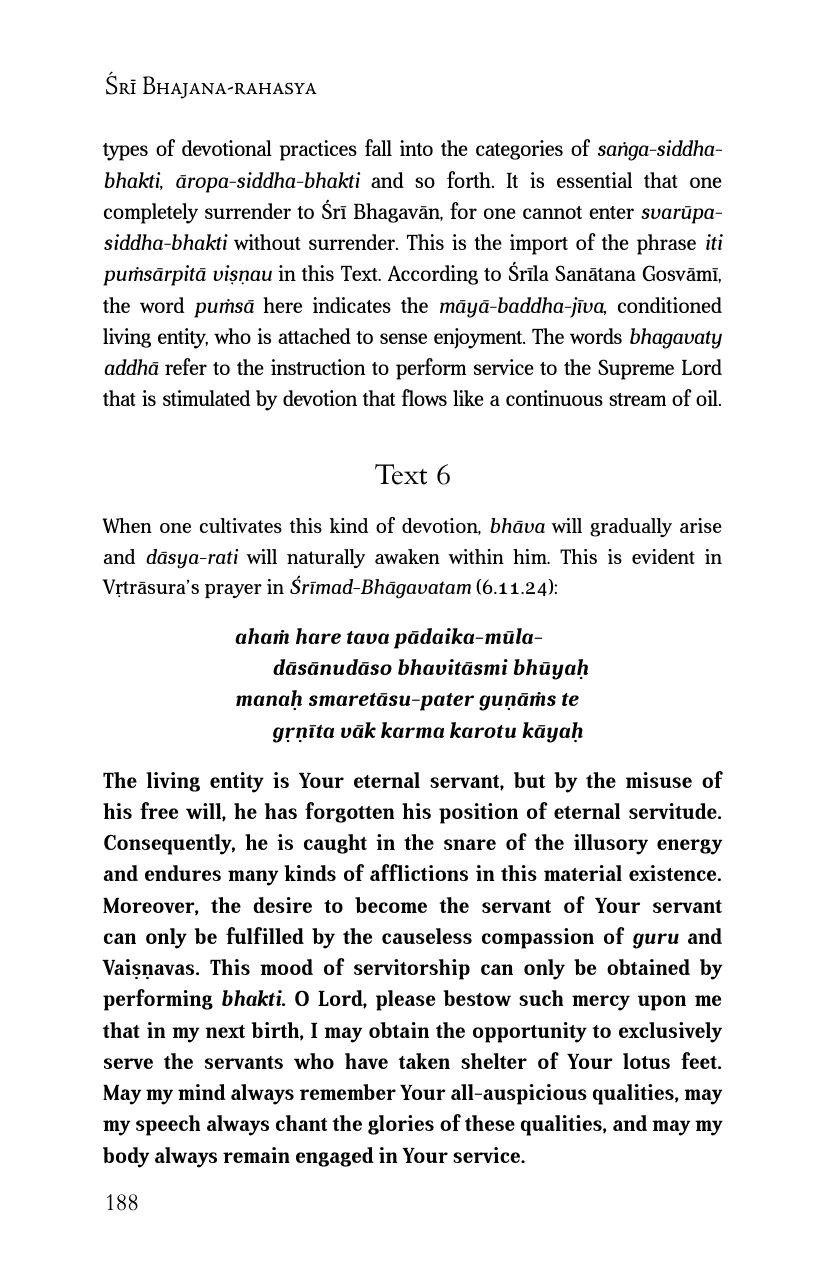 Śrī Bhajana-rahasya
types of devotional practices fall into the categories of saṅga-siddha-
bhakti, āropa-siddha-bhakti and so forth. It is essential that one
completely surrender to Śrī Bhagavān, for one cannot enter svarūpa-
siddha-bhakti without surrender. This is the import of the phrase iti
puṁsārpitā viṣṇau in this Text. According to Śrīla Sanātana Gosvāmī,
the word puṁsā here indicates the māyā-baddha-jīva, conditioned
living entity, who is attached to sense enjoyment. The words bhagavaty
addhā refer to the instruction to perform service to the Supreme Lord
that is stimulated by devotion that flows like a continuous stream of oil.
Text 6
When one cultivates this kind of devotion, bhāva will gradually arise
and dāsya-rati will naturally awaken within him. This is evident in
Vṛtrāsura's prayer in Śrīmad-Bhāgavatam (6.11.24):
ahaṁ hare tava pādaika-mūla-
dāsānudāso bhavitāsmi bhūyaḥ
manaḥ smaretāsu-pater guṇāṁs te
gṛṇīta vāk karma karotu kāyaḥ
The living entity is Your eternal servant, but by the misuse of
his free will, he has forgotten his position of eternal servitude.
Consequently, he is caught in the snare of the illusory energy
and endures many kinds of afflictions in this material existence.
Moreover, the desire to become the servant of Your servant
can only be fulfilled by the causeless compassion of guru and
Vaiṣṇavas. This mood of servitorship can only be obtained by
performing bhakti. O Lord, please bestow such mercy upon me
that in my next birth, I may obtain the opportunity to exclusively
serve the servants who have taken shelter of Your lotus feet.
May my mind always remember Your all-auspicious qualities, may
my speech always chant the glories of these qualities, and may my
body always remain engaged in Your service.
188